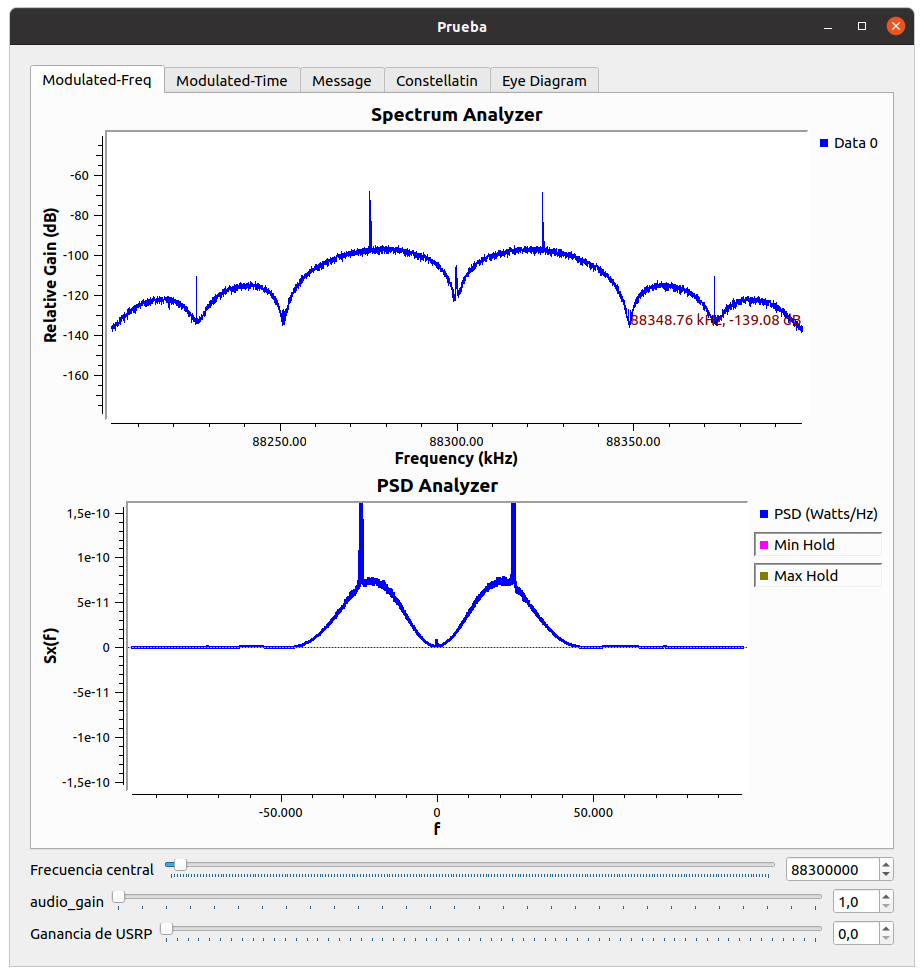 Prueba
Modulated-Freq Modulated-Time Message Constellatin Eye Diagram
Spectrum Analyzer
Data 0
Relative Gain (dB)
-60
-80
-100
-120
-140
-160
88348.76 kHz, -139.08 dB
88250.00 88300.00 88350.00
Frequency (kHz)
PSD Analyzer
PSD (Watts/Hz)
Min Hold
Max Hold
Sx(f)
1,5e-10
1e-10
5e-11
0
-5e-11
-1e-10
-1,5e-10
-50.000 0 50.000
f
Frecuencia central 88300000
audio_gain 1,0
Ganancia de USRP 0,0